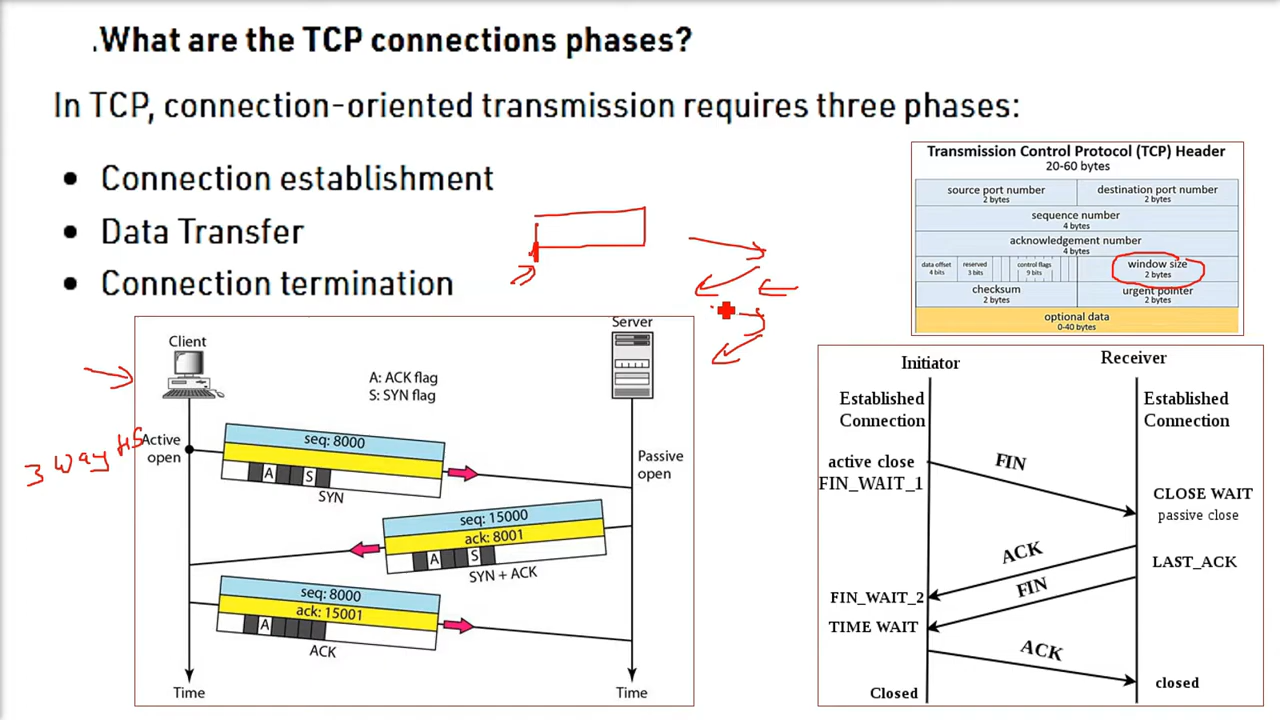 .What are the TCP connections phases?
In TCP, connection-oriented transmission requires three phases:
• Connection establishment
• Data Transfer
• Connection termination
Transmission Control Protocol (TCP) Header
20-60 bytes
source port number
2 bytes
destination port number
2 bytes
sequence number
4 bytes
acknowledgement number
4 bytes
data offset
4 bits
reserved
3 bits
control flags
9 bits
window size
2 bytes
checksum
2 bytes
urgent pointer
2 bytes
optional data
0-40 bytes
3 way HS
Client
Server
A: ACK flag
S: SYN flag
Active
open
Passive
open
seq: 8000
A S
SYN
seq: 15000
ack: 8001
A S
SYN + ACK
seq: 8000
ack: 15001
A
ACK
Time
Time
Initiator
Receiver
Established
Connection
Established
Connection
active close
FIN_WAIT_1
FIN
CLOSE WAIT
passive close
ACK
LAST_ACK
FIN
FIN_WAIT_2
TIME WAIT
ACK
Closed
closed